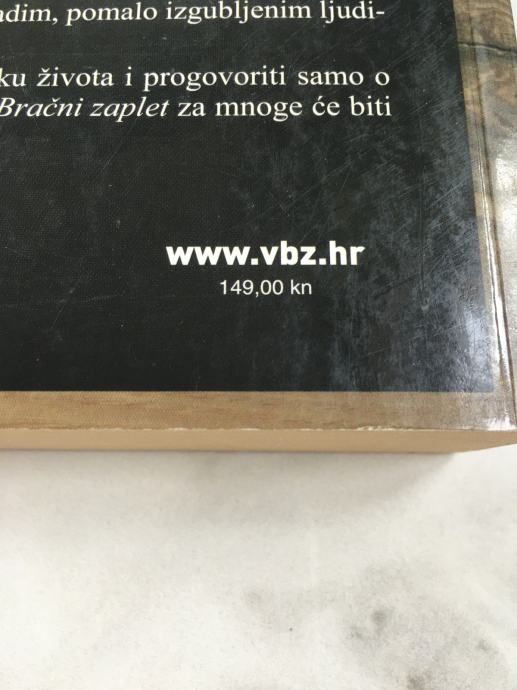 pomalo izgubljenim ljudi-
ku života i progovoriti samo o
Bračni zaplet za mnoge će biti
www.vbz.hr
149,00 kn